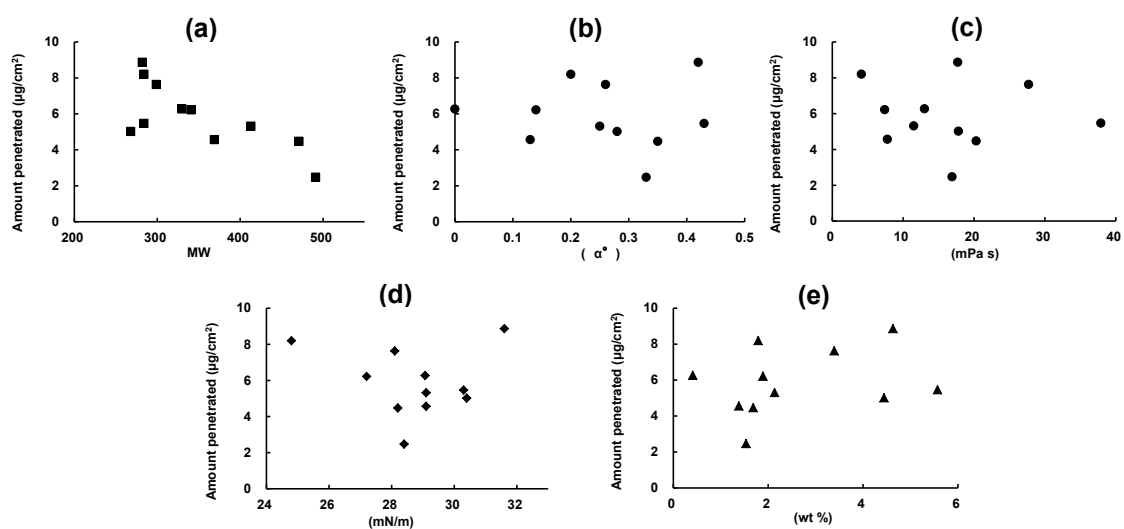 (a)
Amount penetrated (µg/cm²)
10
8
6
4
2
0
200 300 400 500
MW
(b)
Amount penetrated (µg/cm²)
10
8
6
4
2
0
0 0.1 0.2 0.3 0.4 0.5
( α° )
(c)
Amount penetrated (µg/cm²)
10
8
6
4
2
0
0 10 20 30 40
(mPa s)
(d)
Amount penetrated (µg/cm²)
10
8
6
4
2
0
24 26 28 30 32
(mN/m)
(e)
Amount penetrated (µg/cm²)
10
8
6
4
2
0
0 2 4 6
(wt %)